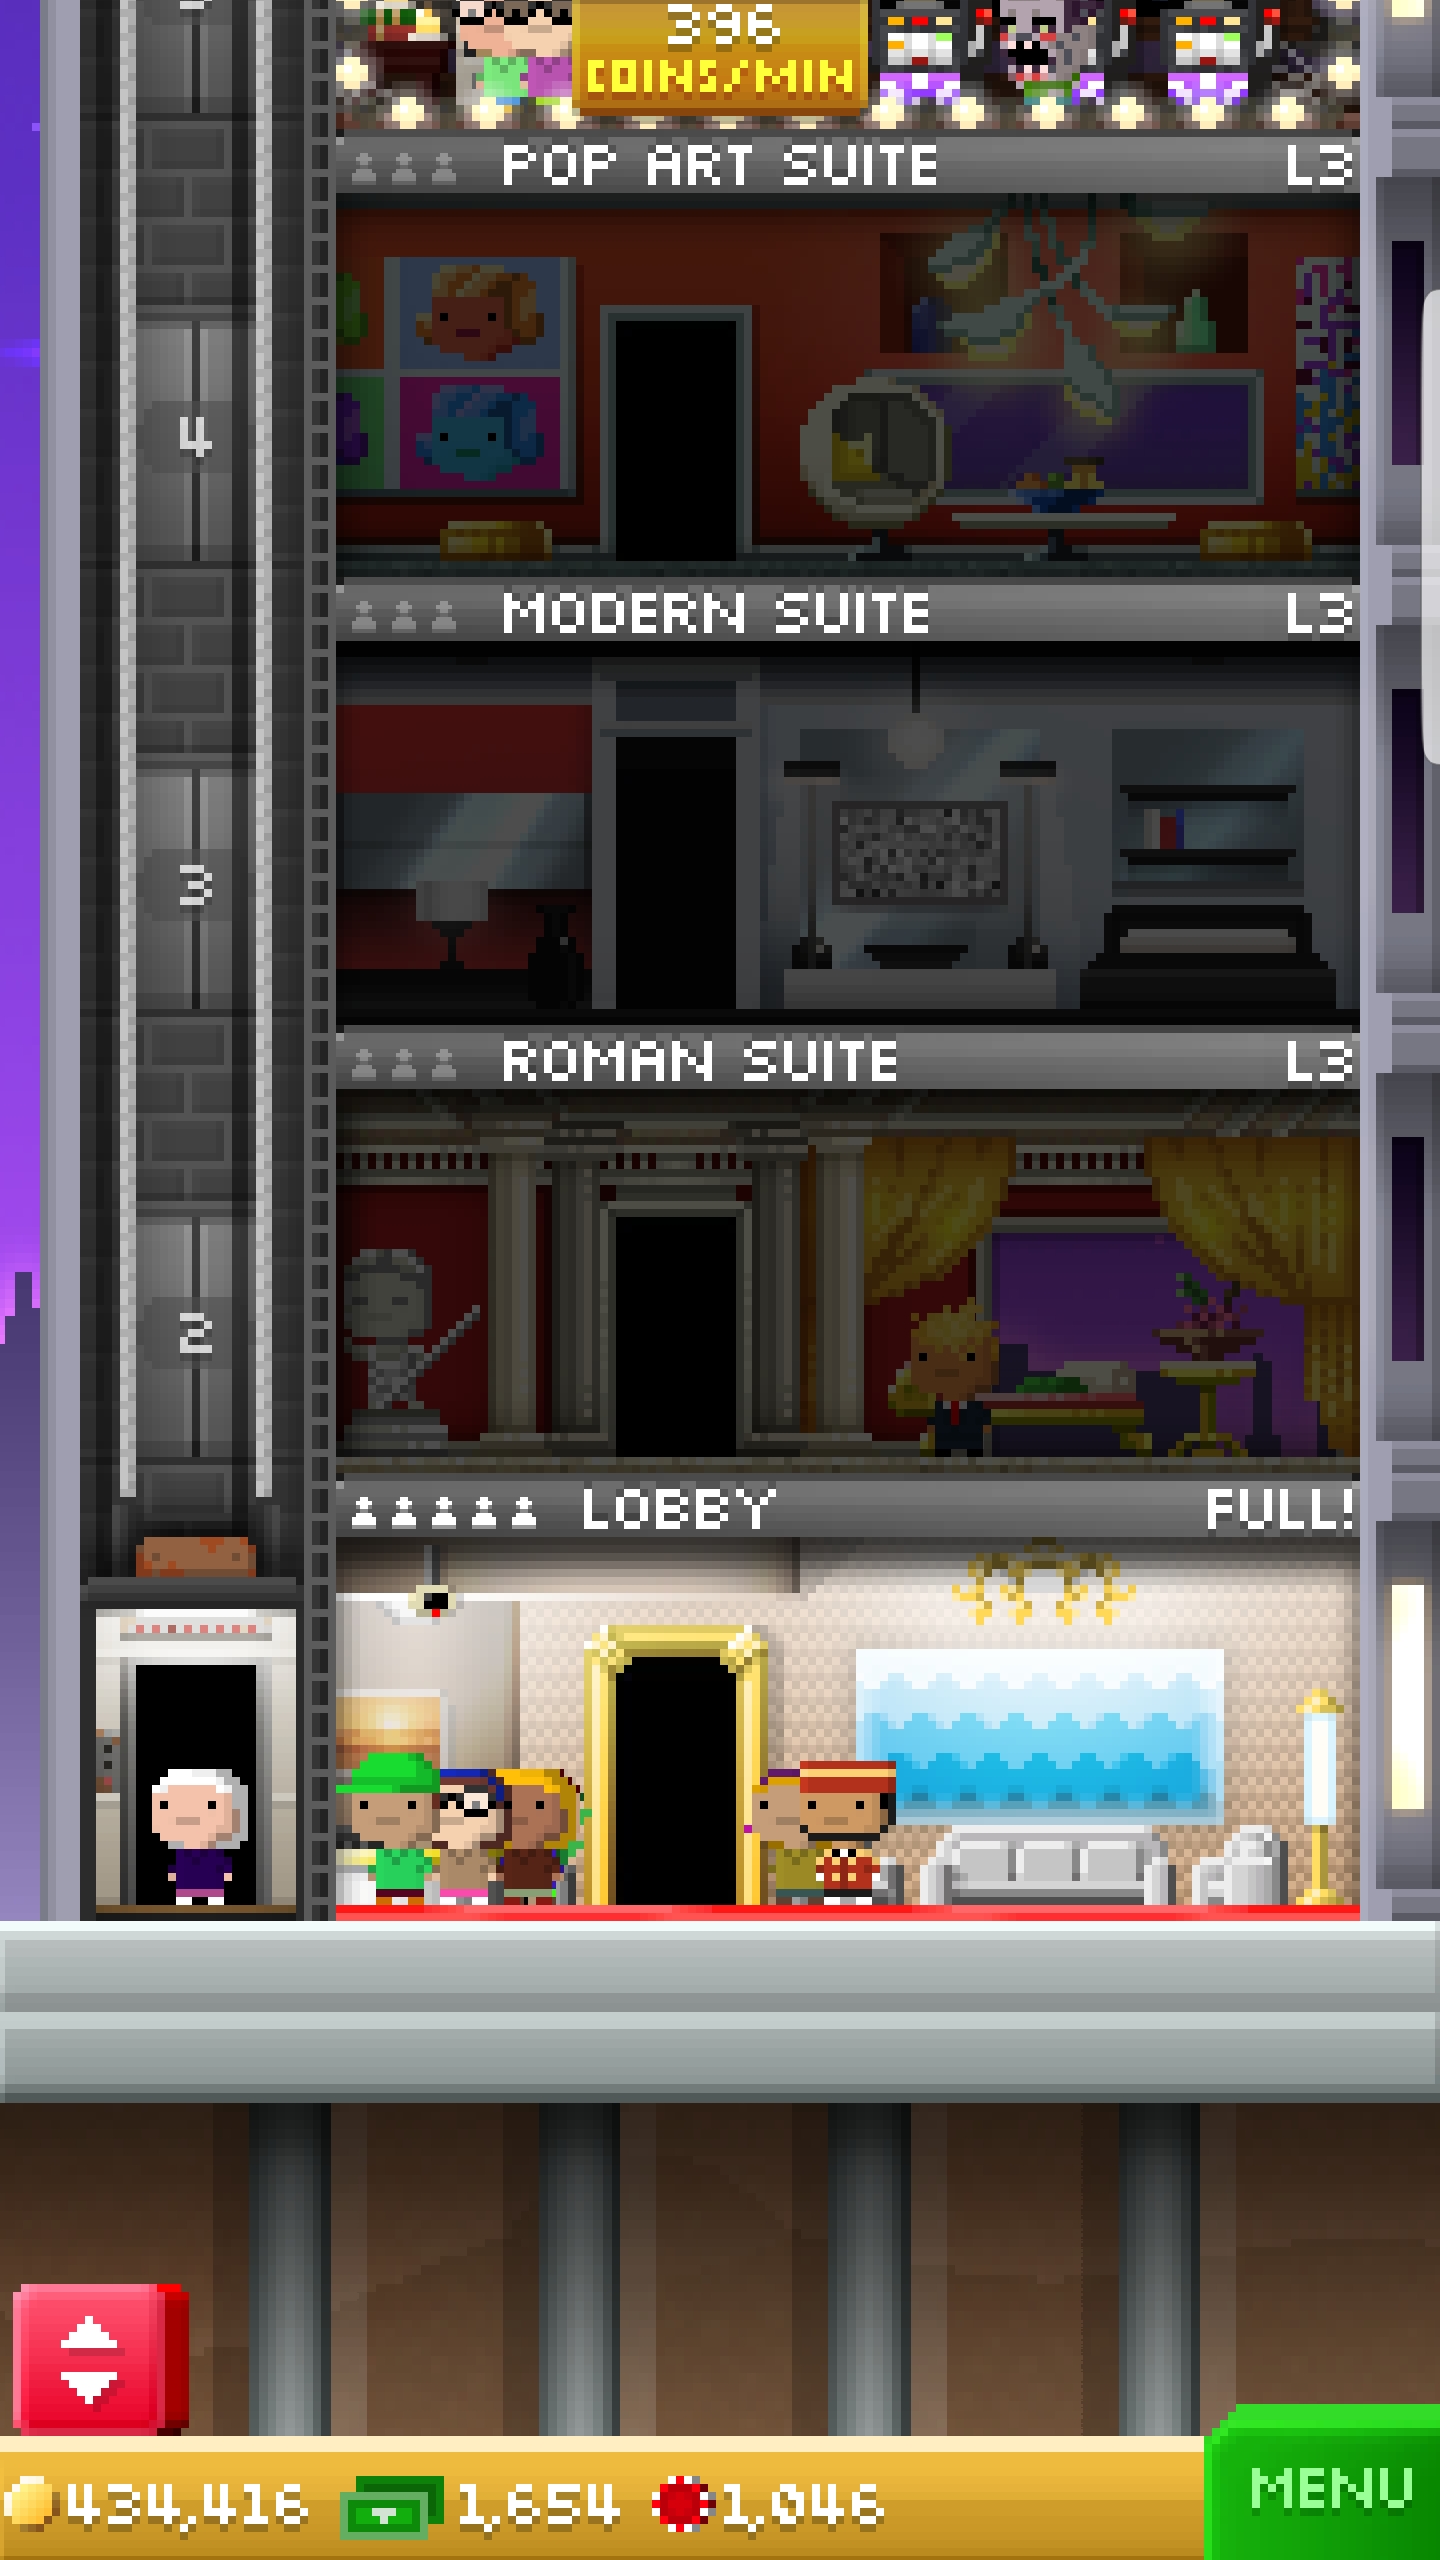 396
COINS/MIN
POP ART SUITE L3
4
MODERN SUITE L3
3
ROMAN SUITE L3
2
LOBBY FULL!
434,416 1,654 1,046
MENU